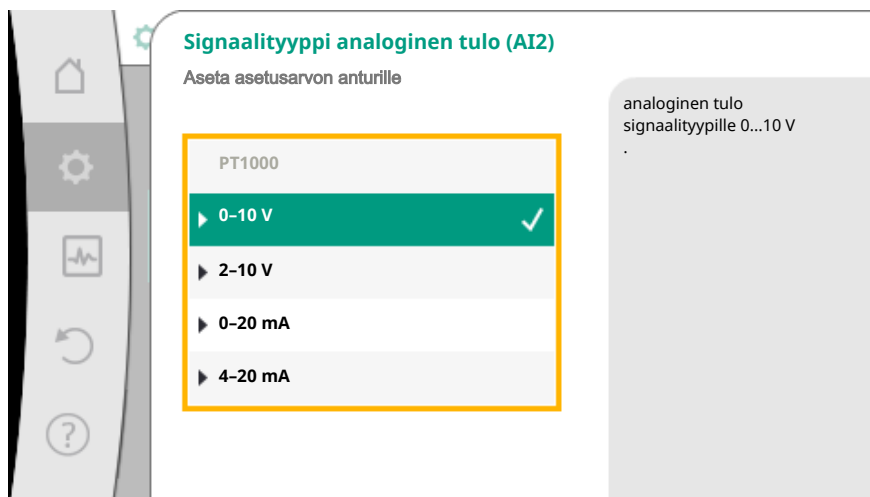 Signaalityyppi analoginen tulo (AI2)
Aseta asetusarvon anturille
PT1000
0–10 V
2–10 V
0–20 mA
4–20 mA
analoginen tulo
signaalityypille 0...10 V
.
?